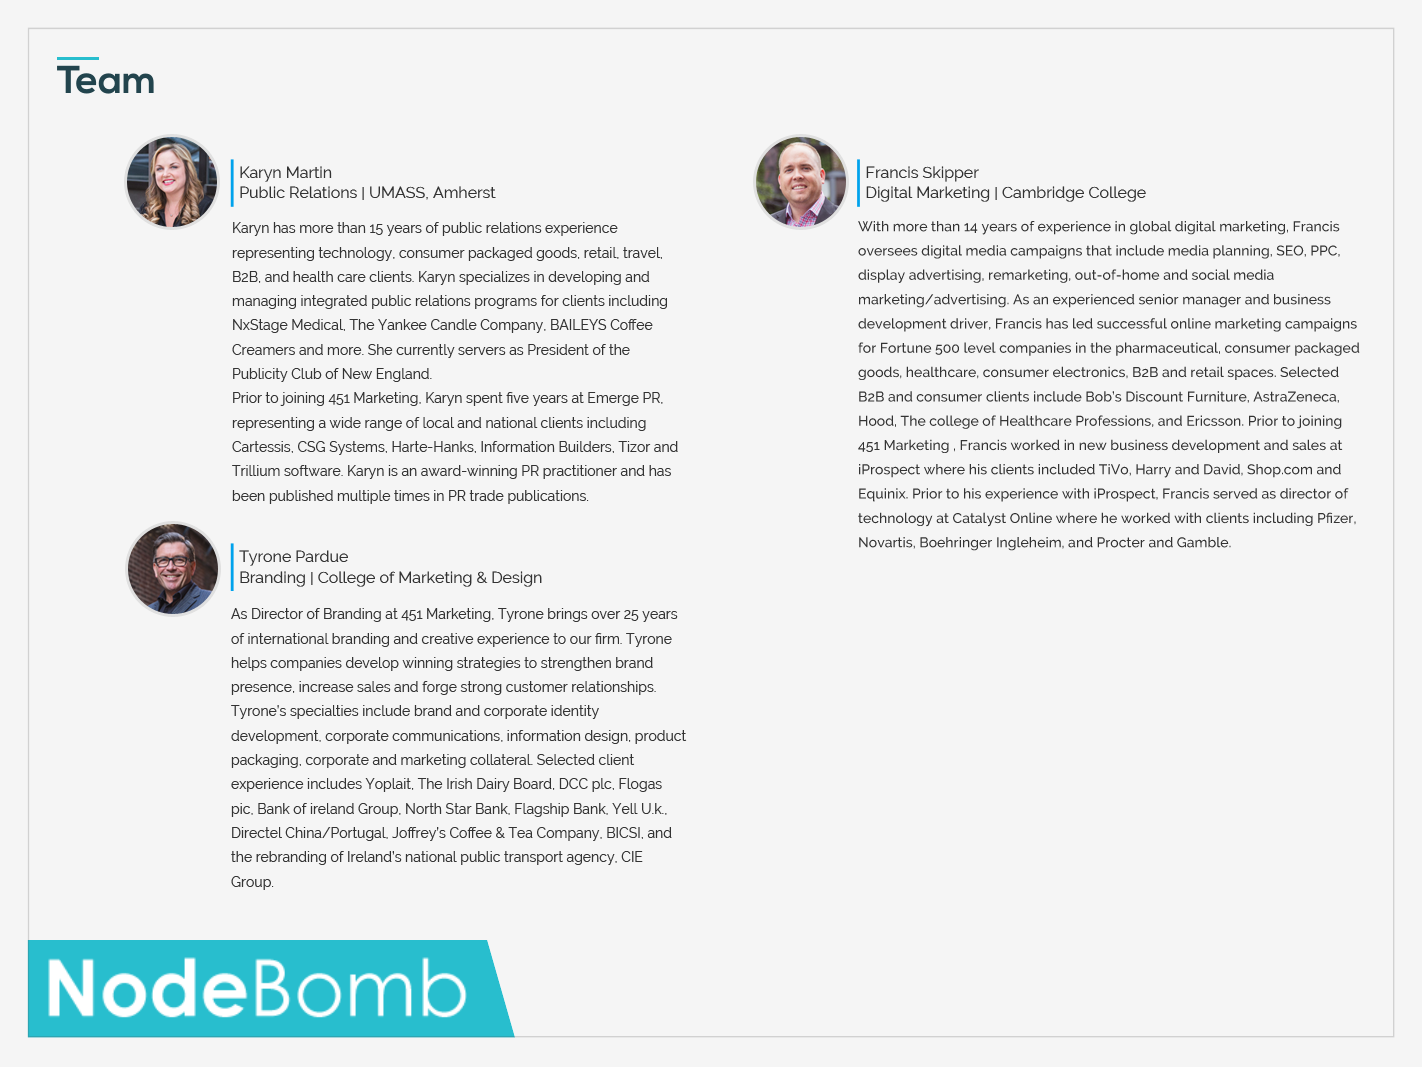 Team
Karyn Martin
Public Relations | UMASS, Amherst
Karyn has more than 15 years of public relations experience
representing technology, consumer packaged goods, retail, travel,
B2B, and health care clients. Karyn specializes in developing and
managing integrated public relations programs for clients including
NxStage Medical, The Yankee Candle Company, BAILEYS Coffee
Creamers and more. She currently servers as President of the
Publicity Club of New England.
Prior to joining 451 Marketing, Karyn spent five years at Emerge PR,
representing a wide range of local and national clients including
Cartessis, CSG Systems, Harte-Hanks, Information Builders, Tizor and
Trillium software. Karyn is an award-winning PR practitioner and has
been published multiple times in PR trade publications.
Tyrone Pardue
Branding | College of Marketing & Design
As Director of Branding at 451 Marketing, Tyrone brings over 25 years
of international branding and creative experience to our firm. Tyrone
helps companies develop winning strategies to strengthen brand
presence, increase sales and forge strong customer relationships.
Tyrone's specialties include brand and corporate identity
development, corporate communications, information design, product
packaging, corporate and marketing collateral. Selected client
experience includes Yoplait, The Irish Dairy Board, DCC plc, Flogas
pic, Bank of ireland Group, North Star Bank, Flagship Bank, Yell U.k.,
Directel China/Portugal, Joffrey's Coffee & Tea Company, BICSI, and
the rebranding of Ireland's national public transport agency, CIE
Group.
Francis Skipper
Digital Marketing | Cambridge College
With more than 14 years of experience in global digital marketing, Francis
oversees digital media campaigns that include media planning, SEO, PPC,
display advertising, remarketing, out-of-home and social media
marketing/advertising. As an experienced senior manager and business
development driver, Francis has led successful online marketing campaigns
for Fortune 500 level companies in the pharmaceutical, consumer packaged
goods, healthcare, consumer electronics, B2B and retail spaces. Selected
B2B and consumer clients include Bob's Discount Furniture, AstraZeneca,
Hood, The college of Healthcare Professions, and Ericsson. Prior to joining
451 Marketing , Francis worked in new business development and sales at
iProspect where his clients included TiVo, Harry and David, Shop.com and
Equinix. Prior to his experience with iProspect, Francis served as director of
technology at Catalyst Online where he worked with clients including Pfizer,
Novartis, Boehringer Ingleheim, and Procter and Gamble.
NodeBomb